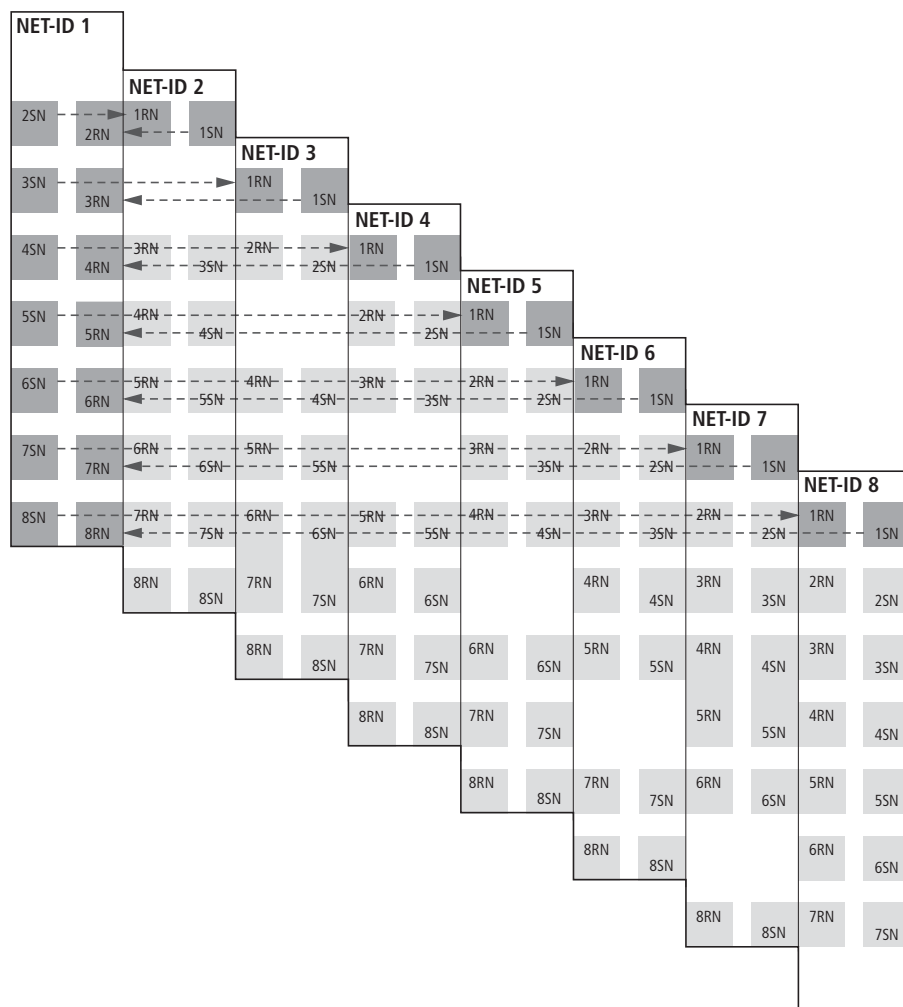 NET-ID 1
NET-ID 2
2SN 1RN
2RN 1SN
NET-ID 3
3SN 1RN
3RN 1SN
NET-ID 4
4SN 3RN 2RN 1RN
4RN 3SN 2SN 1SN
NET-ID 5
5SN 4RN 2RN 1RN
5RN 4SN 2SN 1SN
NET-ID 6
6SN 5RN 4RN 3RN 2RN 1RN
6RN 5SN 4SN 3SN 2SN 1SN
NET-ID 7
7SN 6RN 5RN 3RN 2RN 1RN
7RN 6SN 5SN 3SN 2SN 1SN
NET-ID 8
8SN 7RN 6RN 5RN 4RN 3RN 2RN 1RN
8RN 7SN 6SN 5SN 4SN 3SN 2SN 1SN
8RN 7RN 6RN 4RN 3RN 2RN
8SN 7SN 6SN 4SN 3SN 2SN
8RN 7RN 6RN 5RN 4RN 3RN
8SN 7SN 6SN 5SN 4SN 3SN
8RN 7RN 5RN 4RN
8SN 7SN 5SN 4SN
8RN 7RN 6RN 5RN
8SN 7SN 6SN 5SN
8RN 6RN
8SN 6SN
8RN 7RN
8SN 7SN